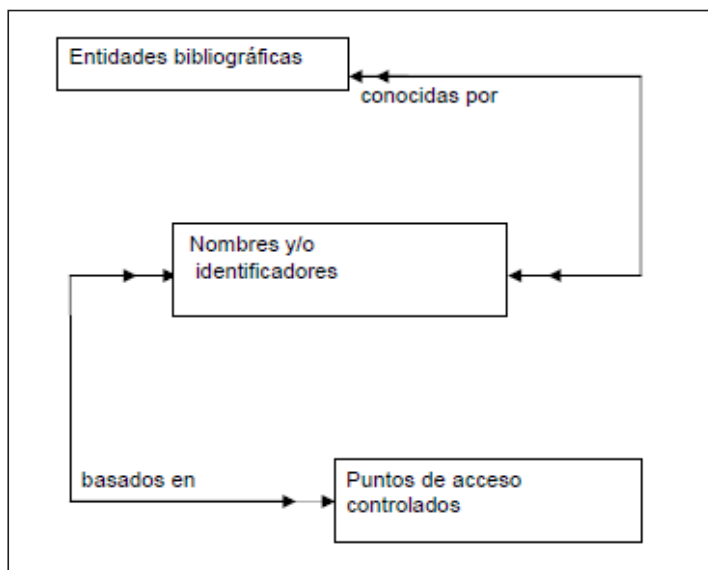 Entidades bibliográficas
conocidas por
Nombres y/o
identificadores
basados en
Puntos de acceso
controlados